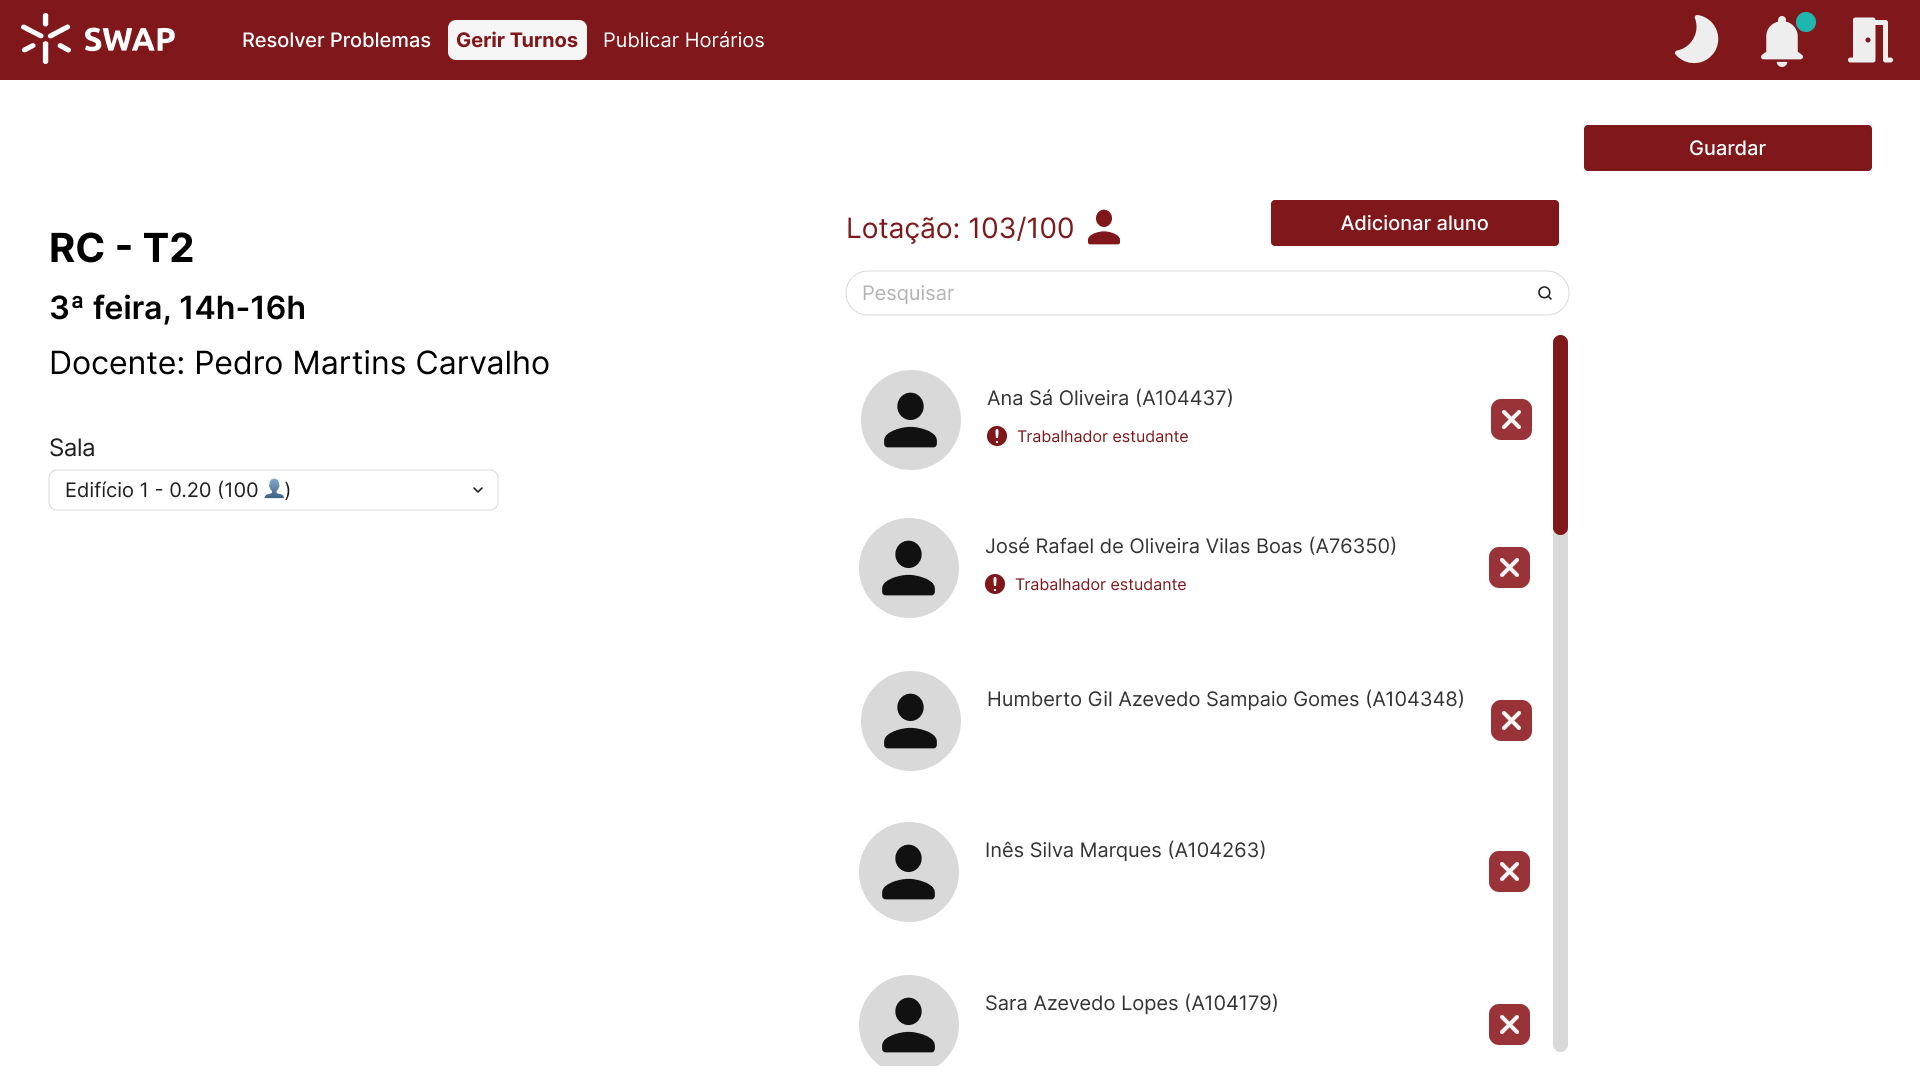 SWAP
Resolver Problemas
Gerir Turnos
Publicar Horários
Guardar
RC - T2
3ª feira, 14h-16h
Docente: Pedro Martins Carvalho
Sala
Edifício 1 - 0.20 (100 👤)
Lotação: 103/100
Adicionar aluno
Pesquisar
Ana Sá Oliveira (A104437)
Trabalhador estudante
José Rafael de Oliveira Vilas Boas (A76350)
Trabalhador estudante
Humberto Gil Azevedo Sampaio Gomes (A104348)
Inês Silva Marques (A104263)
Sara Azevedo Lopes (A104179)